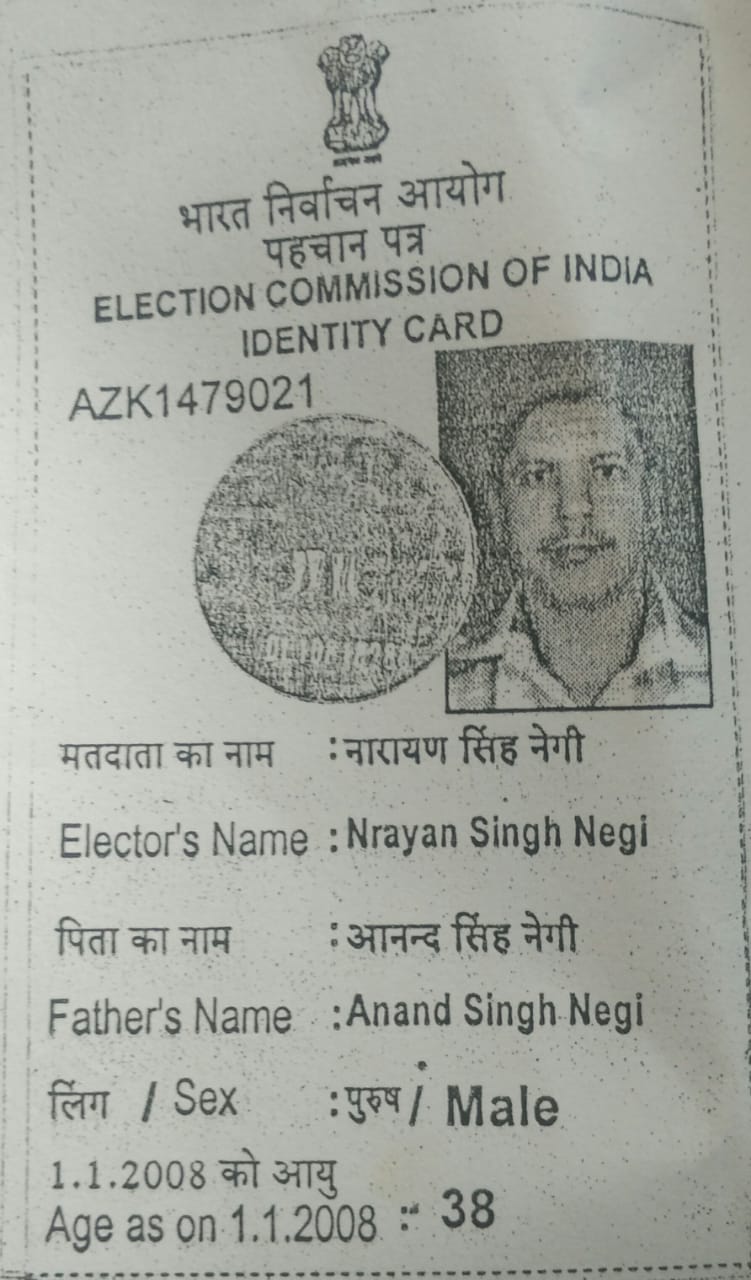 भारत निर्वाचन आयोग
पहचान पत्र
ELECTION COMMISSION OF INDIA
IDENTITY CARD
AZK1479021
मतदाता का नाम : नारायण सिंह नेगी
Elector's Name : Nrayan Singh Negi
पिता का नाम : आनन्द सिंह नेगी
Father's Name : Anand Singh Negi
लिंग / Sex : पुरुष / Male
1.1.2008 को आयु
Age as on 1.1.2008 : 38